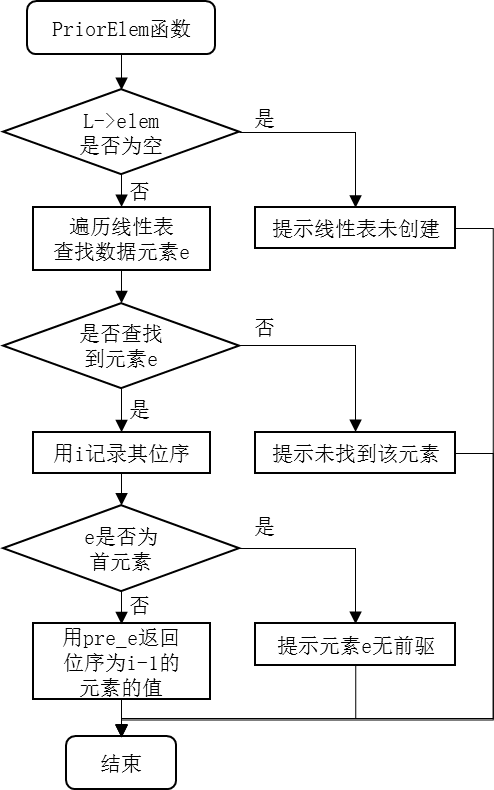 PriorElem函数
L->elem
是否为空
是
否
遍历线性表
查找数据元素e
提示线性表未创建
是否查找
到元素e
否
是
用i记录其位序
提示未找到该元素
e是否为
首元素
是
否
用pre_e返回
位序为i-1的
元素的值
提示元素e无前驱
结束